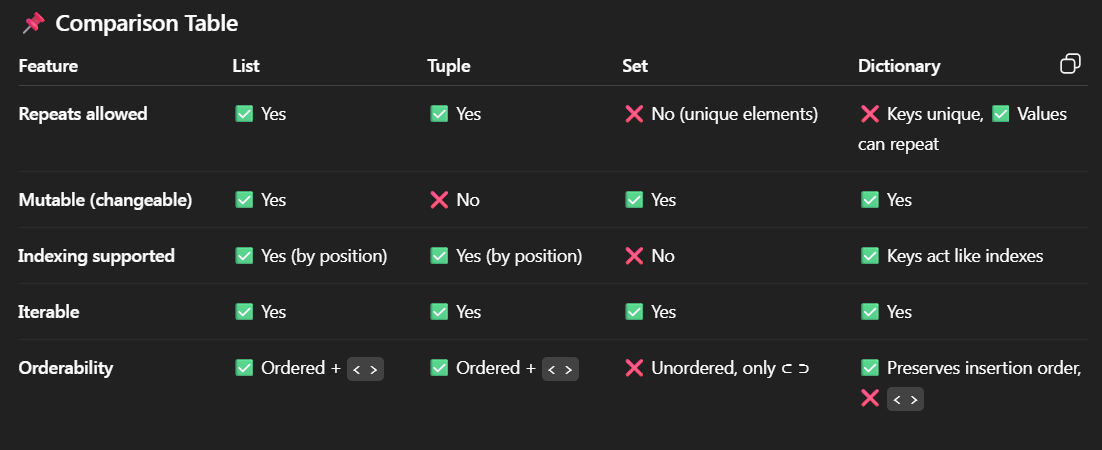 📌 Comparison Table
Feature List Tuple Set Dictionary
Repeats allowed ✅ Yes ✅ Yes ❌ No (unique elements) ❌ Keys unique, ✅ Values
can repeat
Mutable (changeable) ✅ Yes ❌ No ✅ Yes ✅ Yes
Indexing supported ✅ Yes (by position) ✅ Yes (by position) ❌ No ✅ Keys act like indexes
Iterable ✅ Yes ✅ Yes ✅ Yes ✅ Yes
Orderability ✅ Ordered + < > ✅ Ordered + < > ❌ Unordered, only ⊂ ⊃ ✅ Preserves insertion order,
❌ < >